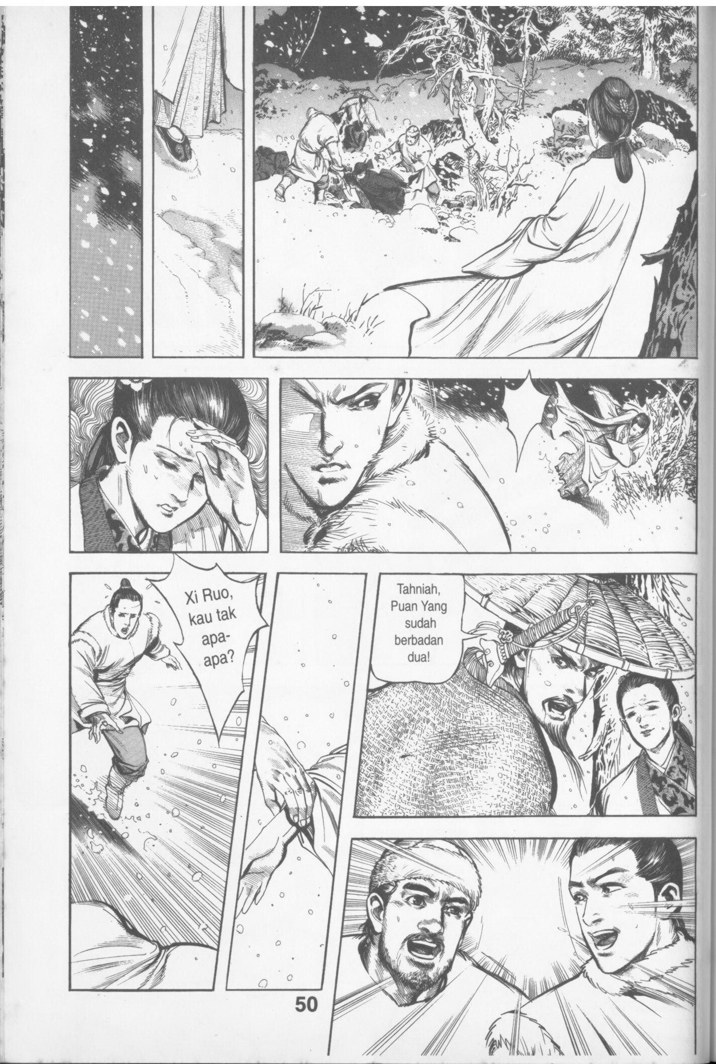 Xi Ruo,
kau tak
apa-
apa?
Tahniah,
Puan Yang
sudah
berbadan
dua!
50